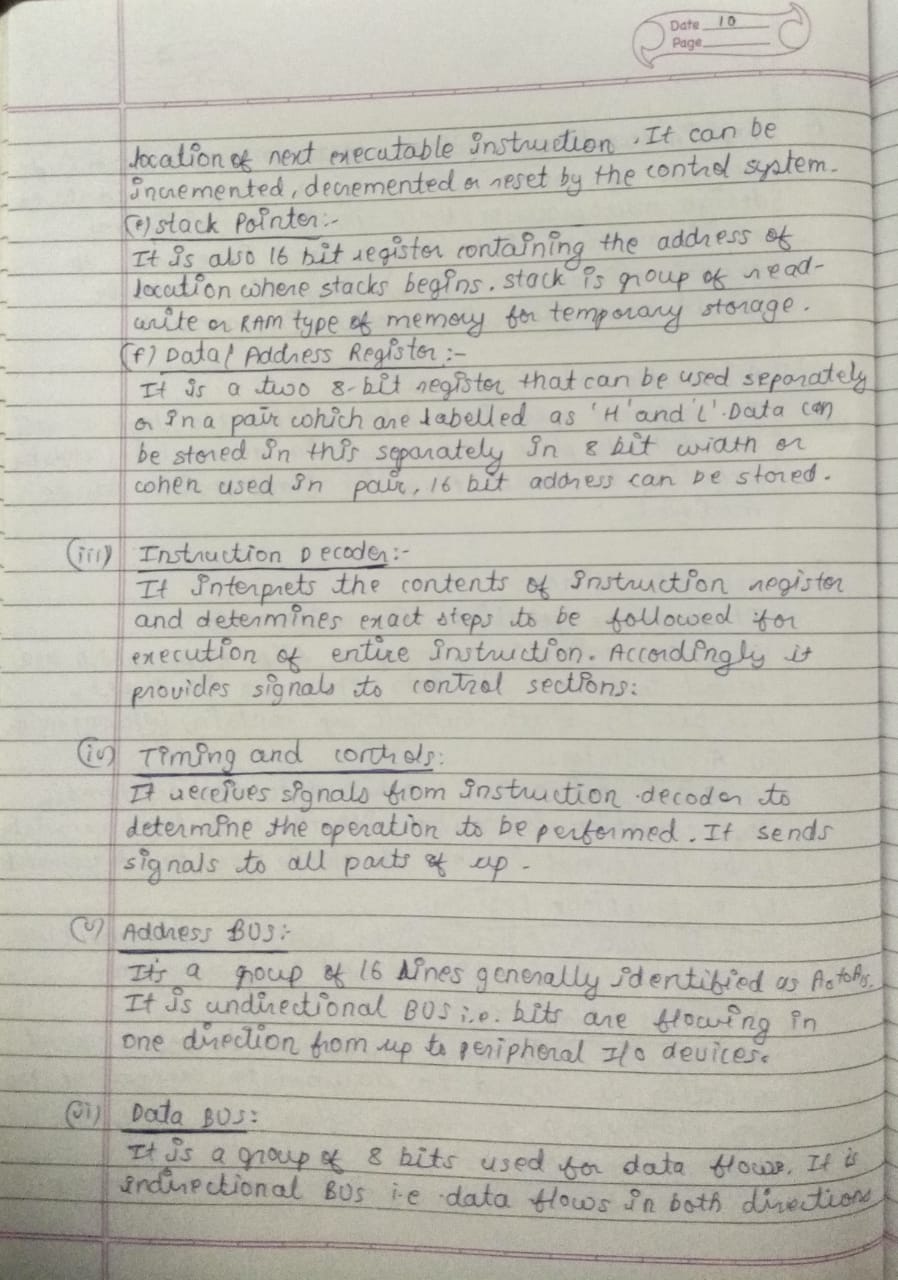 Date 10
Page
location of next executable instruction. It can be
incremented, decremented or reset by the control system.
(e) Stack Pointer:-
It is also 16 bit register containing the address of
location where stacks begins. stack is group of read-
write or RAM type of memory for temporary storage.
(f) Data/ Address Register :-
It is a two 8-bit register that can be used separately
or in a pair which are labelled as 'H' and 'L'. Data can
be stored in this separately in 8 bit width or
when used in pair, 16 bit address can be stored.
(iii) Instruction Decoder:-
It interprets the contents of instruction register
and determines exact steps to be followed for
execution of entire instruction. Accordingly it
provides signals to control sections:
(iv) Timing and controls:
It receives signals from instruction decoder to
determine the operation to be performed. It sends
signals to all parts of up.
(v) Address BUS:-
It's a group of 16 lines generally identified as A0 to A15.
It is undirectional BUS i.e. bits are flowing in
one direction from up to peripheral I/o devices.
(vi) Data BUS:
It is a group of 8 bits used for data flows. It is
indirectional BUS i.e data flows in both directions